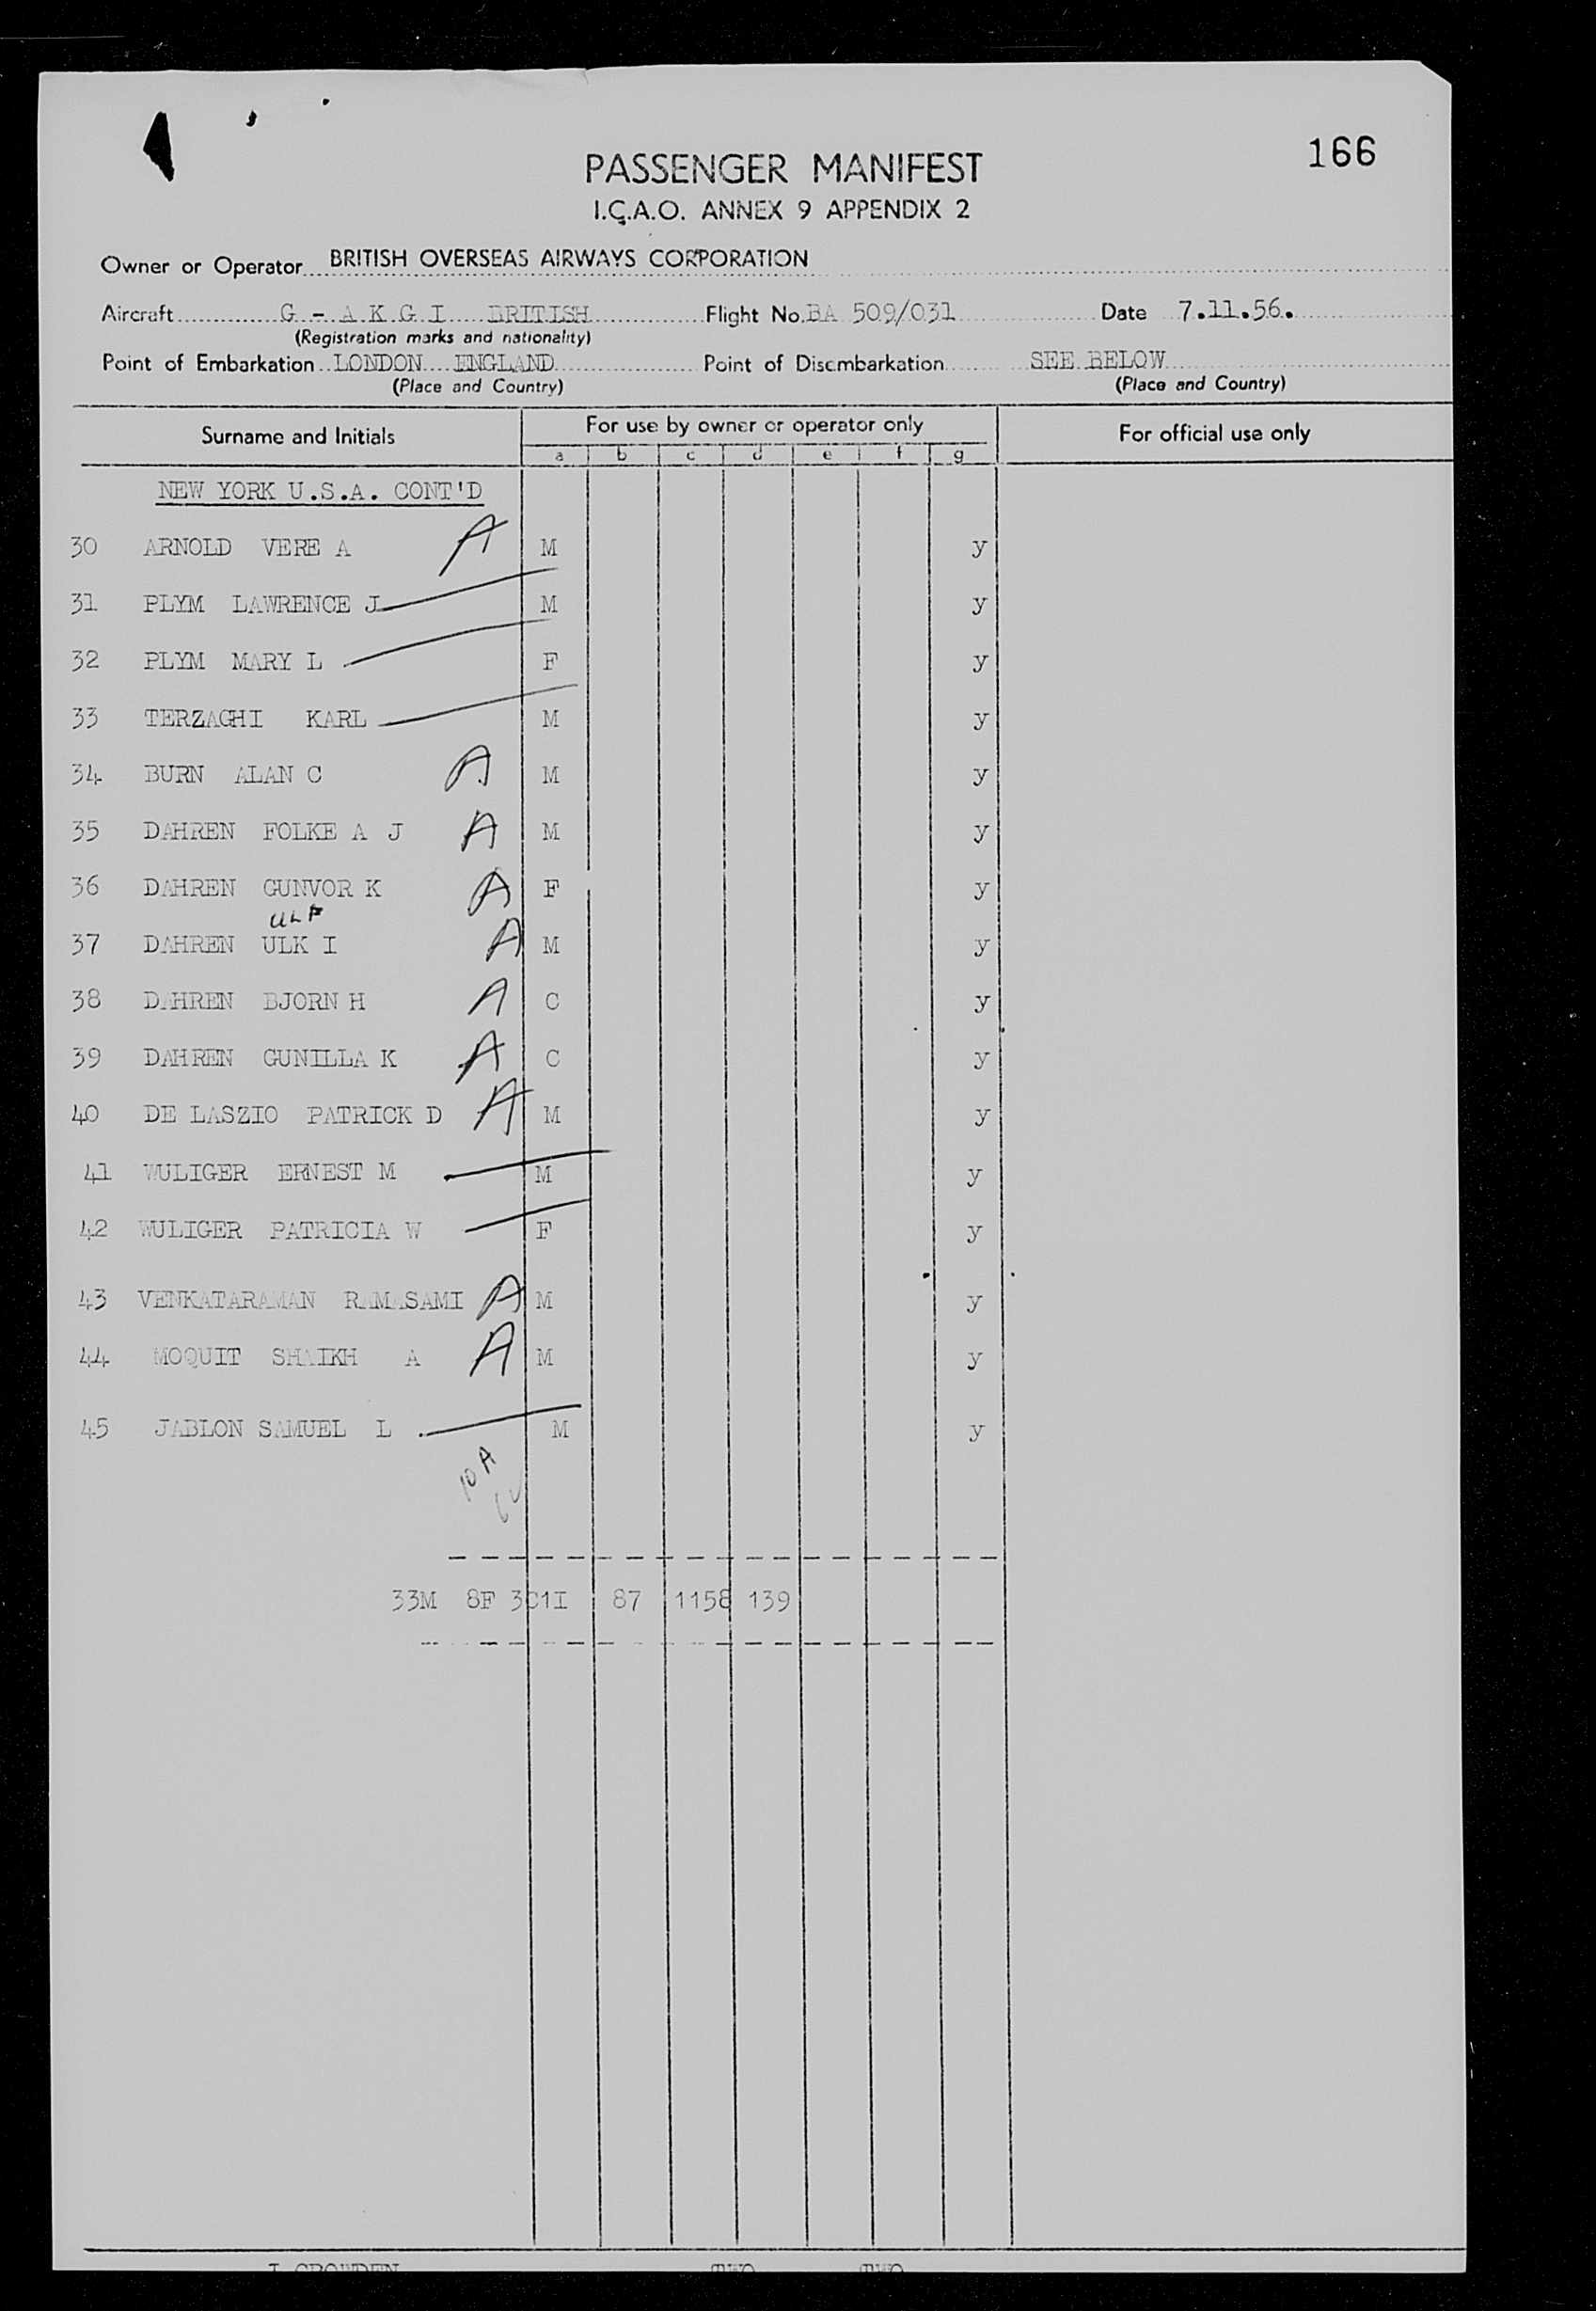 166
PASSENGER MANIFEST
I.C.A.O. ANNEX 9 APPENDIX 2
Owner or Operator BRITISH OVERSEAS AIRWAYS CORPORATION
Aircraft G - A K G I BRITISH Flight No. BA 509/031 Date 7.11.56.
(Registration marks and nationality)
Point of Embarkation LONDON ENGLAND Point of Disembarkation SEE BELOW
(Place and Country) (Place and Country)
Surname and Initials For use by owner or operator only For official use only
a b c d e f g
NEW YORK U.S.A. CONT'D
30 ARNOLD VERE A A M y
31 PLYM LAWRENCE J M y
32 PLYM MARY L F y
33 TERZAGHI KARL M y
34 BURN ALAN C A M y
35 DAHREN FOLKE A J A M y
36 DAHREN GUNVOR K A F y
ULF
37 DAHREN ULK I A M y
38 DAHREN BJORN H A C y
39 DAHREN GUNILLA K A C y
40 DE LASZIO PATRICK D A M y
41 WULIGER ERNEST M M y
42 WULIGER PATRICIA W F y
43 VENKATARAMAN RAMASAMI A M y
44 MOQUIT SHAIKH A A M y
45 JABLON SAMUEL L M y
10 A
33M 8F 3C1I 87 1158 139